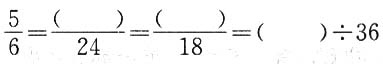 5/6 = (    )/24 = (    )/18 = (    )÷36